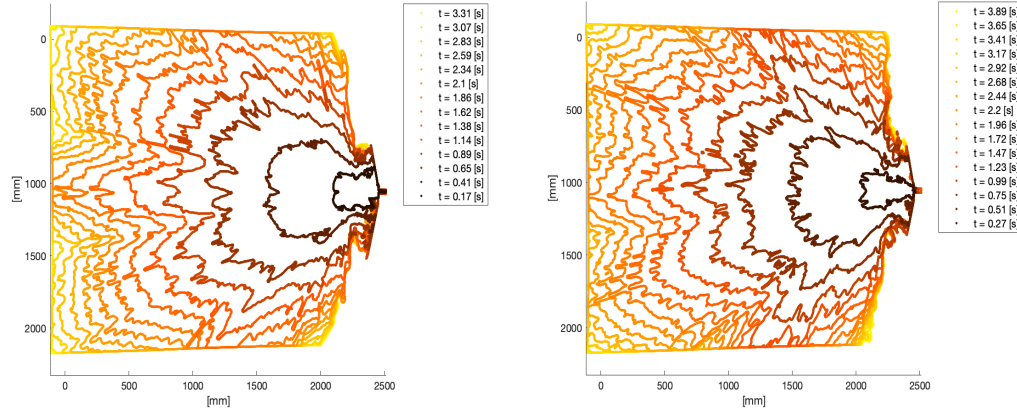 t = 3.31 [s]
t = 3.07 [s]
t = 2.83 [s]
t = 2.59 [s]
t = 2.34 [s]
t = 2.1 [s]
t = 1.86 [s]
t = 1.62 [s]
t = 1.38 [s]
t = 1.14 [s]
t = 0.89 [s]
t = 0.65 [s]
t = 0.41 [s]
t = 0.17 [s]
0
500
1000
1500
2000
[mm]
0 500 1000 1500 2000 2500
[mm]
t = 3.89 [s]
t = 3.65 [s]
t = 3.41 [s]
t = 3.17 [s]
t = 2.92 [s]
t = 2.68 [s]
t = 2.44 [s]
t = 2.2 [s]
t = 1.96 [s]
t = 1.72 [s]
t = 1.47 [s]
t = 1.23 [s]
t = 0.99 [s]
t = 0.75 [s]
t = 0.51 [s]
t = 0.27 [s]
0
500
1000
1500
2000
[mm]
0 500 1000 1500 2000 2500
[mm]